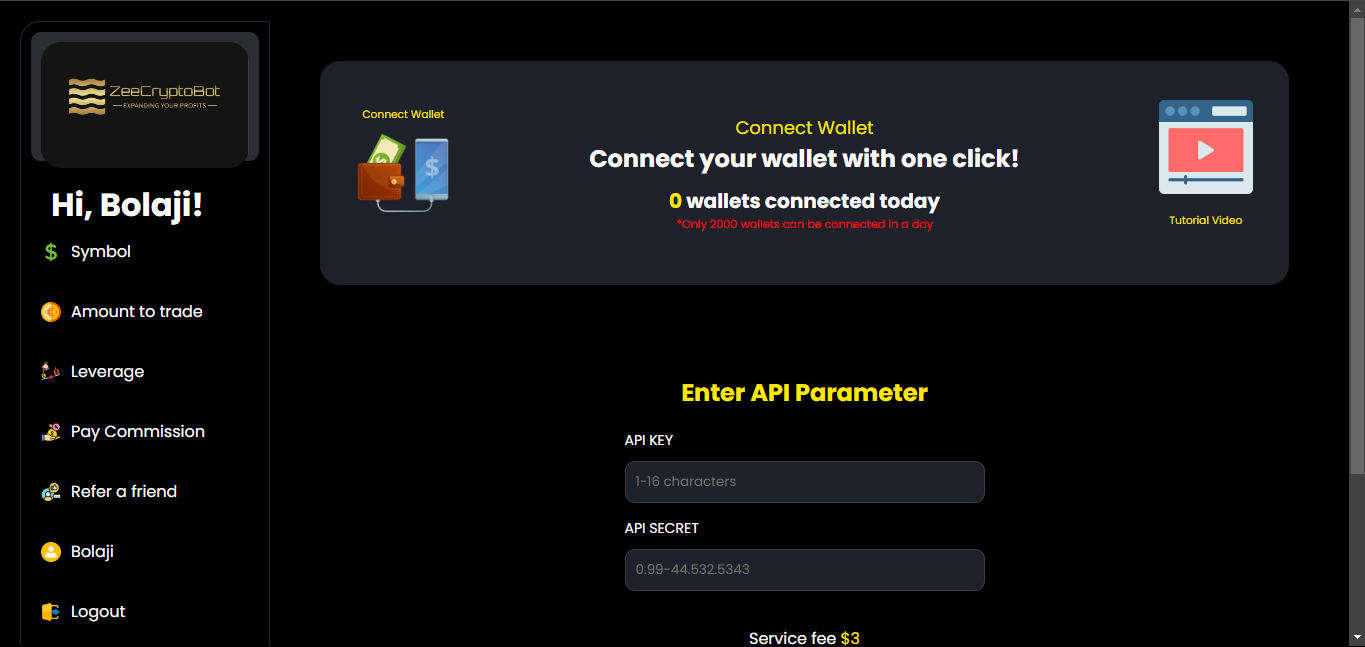 ZeeCryptoBot
EXPANDING YOUR PROFITS
Hi, Bolaji!
$ Symbol
Amount to trade
Leverage
Pay Commission
Refer a friend
Bolaji
Logout
Connect Wallet
Connect Wallet
Connect your wallet with one click!
0 wallets connected today
*Only 2000 wallets can be connected in a day
Tutorial Video
Enter API Parameter
API KEY
1-16 characters
API SECRET
0.99-44.532.5343
Service fee $3